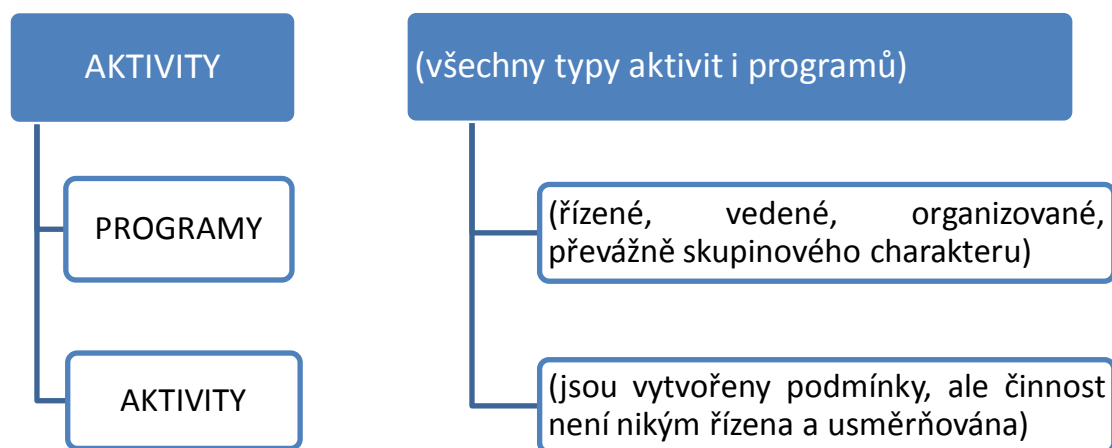 AKTIVITY
(všechny typy aktivit i programů)
PROGRAMY
(řízené, vedené, organizované,
převážně skupinového charakteru)
AKTIVITY
(jsou vytvořeny podmínky, ale činnost
není nikým řízena a usměrňována)